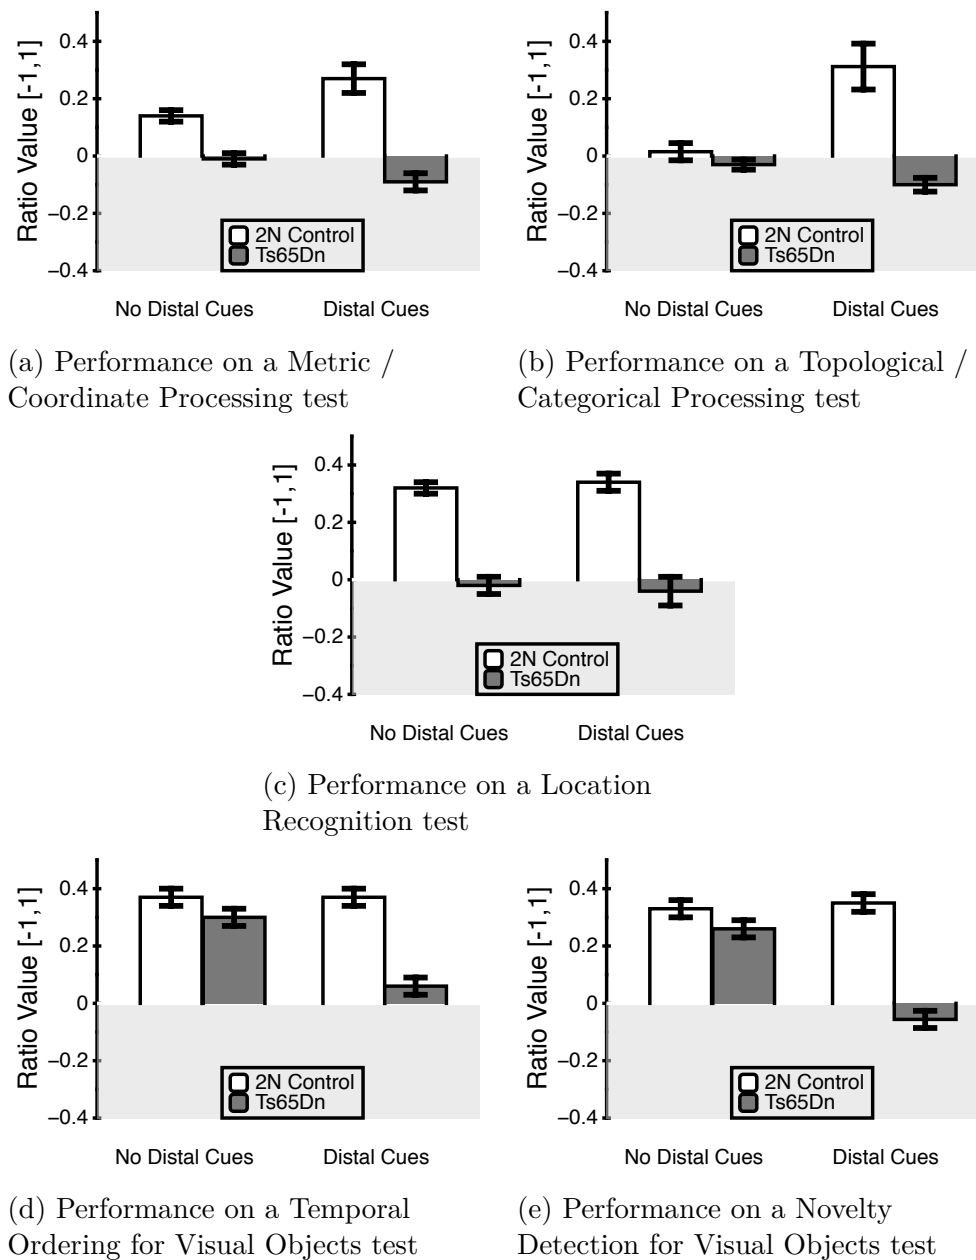 0.4
0.2
0
−0.2
−0.4
Ratio Value [-1,1]
2N Control
Ts65Dn
No Distal Cues
Distal Cues
(a) Performance on a Metric /
Coordinate Processing test
0.4
0.2
0
−0.2
−0.4
Ratio Value [-1,1]
2N Control
Ts65Dn
No Distal Cues
Distal Cues
(b) Performance on a Topological /
Categorical Processing test
0.4
0.2
0
−0.2
−0.4
Ratio Value [-1,1]
2N Control
Ts65Dn
No Distal Cues
Distal Cues
(c) Performance on a Location
Recognition test
0.4
0.2
0
−0.2
−0.4
Ratio Value [-1,1]
2N Control
Ts65Dn
No Distal Cues
Distal Cues
(d) Performance on a Temporal
Ordering for Visual Objects test
0.4
0.2
0
−0.2
−0.4
Ratio Value [-1,1]
2N Control
Ts65Dn
No Distal Cues
Distal Cues
(e) Performance on a Novelty
Detection for Visual Objects test